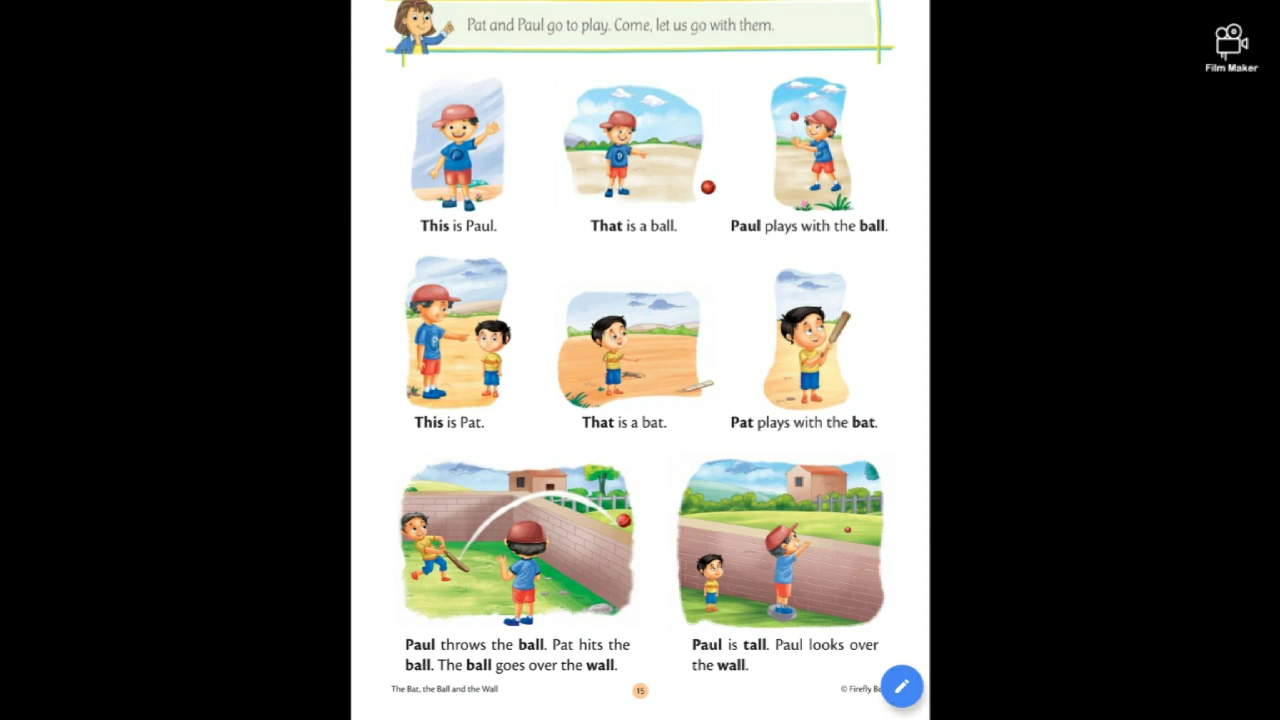 Pat and Paul go to play. Come, let us go with them.
Film Maker
This is Paul.
That is a ball.
Paul plays with the ball.
This is Pat.
That is a bat.
Pat plays with the bat.
Paul throws the ball. Pat hits the
ball. The ball goes over the wall.
Paul is tall. Paul looks over
the wall.
The Bat, the Ball and the Wall
15
© Firefly